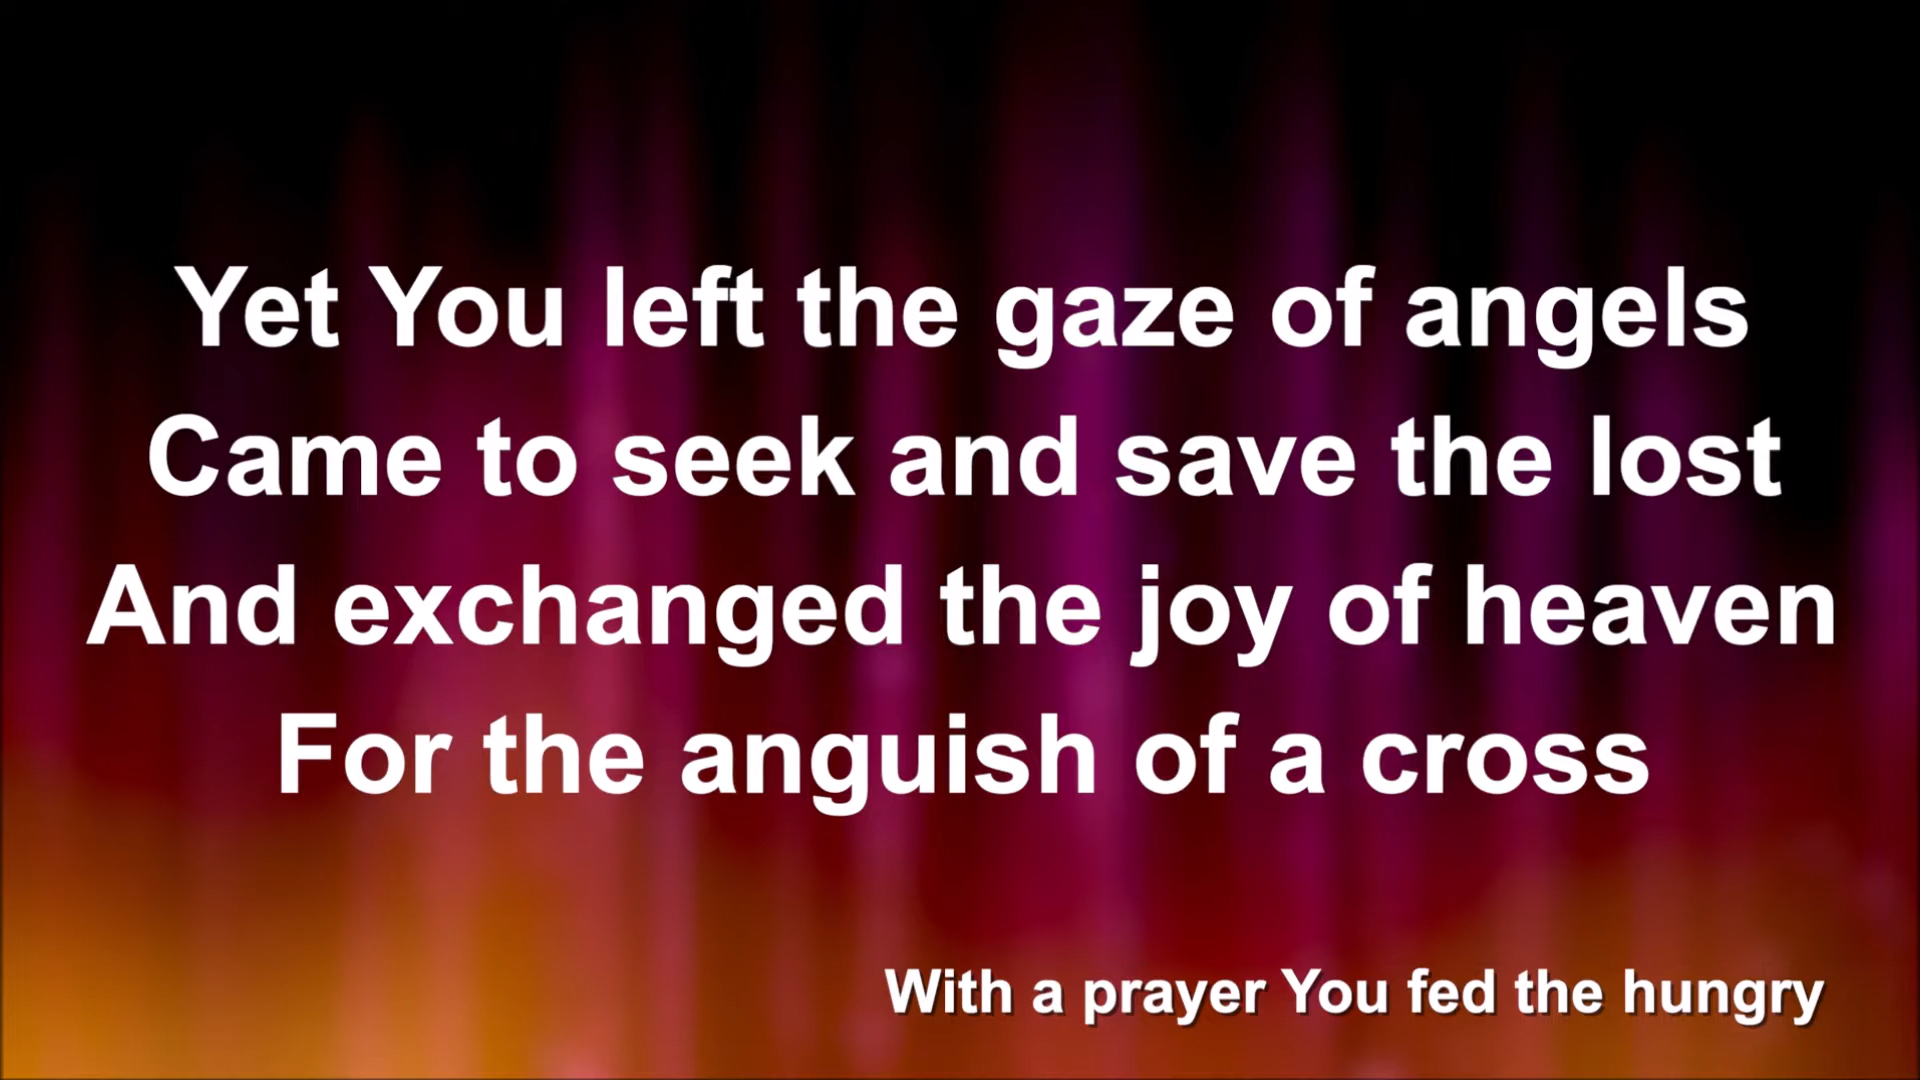 Yet You left the gaze of angels
Came to seek and save the lost
And exchanged the joy of heaven
For the anguish of a cross
With a prayer You fed the hungry